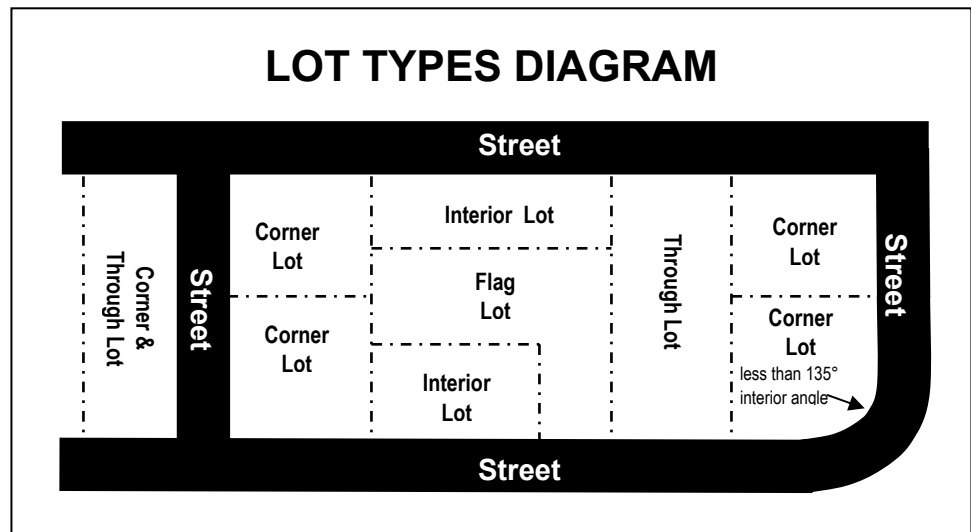 LOT TYPES DIAGRAM
Street
Corner &
Through Lot
Street
Corner
Lot
Corner
Lot
Interior Lot
Flag
Lot
Interior
Lot
Through Lot
Corner
Lot
Corner
Lot
less than 135°
interior angle
Street
Street